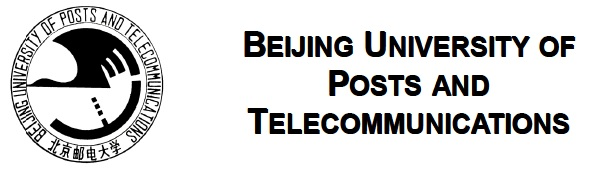 BEIJING UNIVERSITY OF POSTS AND TELECOMMUNICATIONS
北京邮电大学
BEIJING UNIVERSITY OF
POSTS AND
TELECOMMUNICATIONS